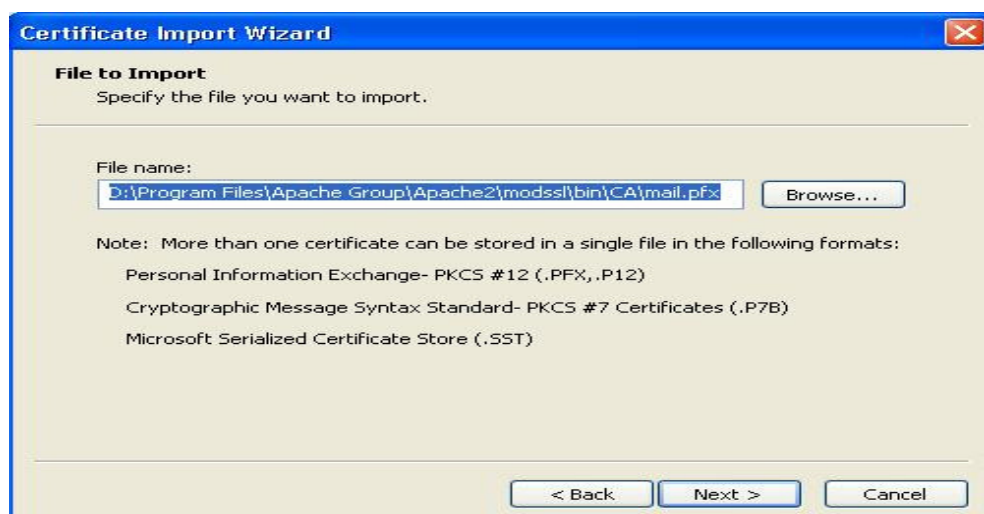 Certificate Import Wizard
File to Import
Specify the file you want to import.
File name:
D:\Program Files\Apache Group\Apache2\modssl\bin\CA\mail.pfx
Browse...
Note: More than one certificate can be stored in a single file in the following formats:
Personal Information Exchange- PKCS #12 (.PFX,.P12)
Cryptographic Message Syntax Standard- PKCS #7 Certificates (.P7B)
Microsoft Serialized Certificate Store (.SST)
< Back
Next >
Cancel